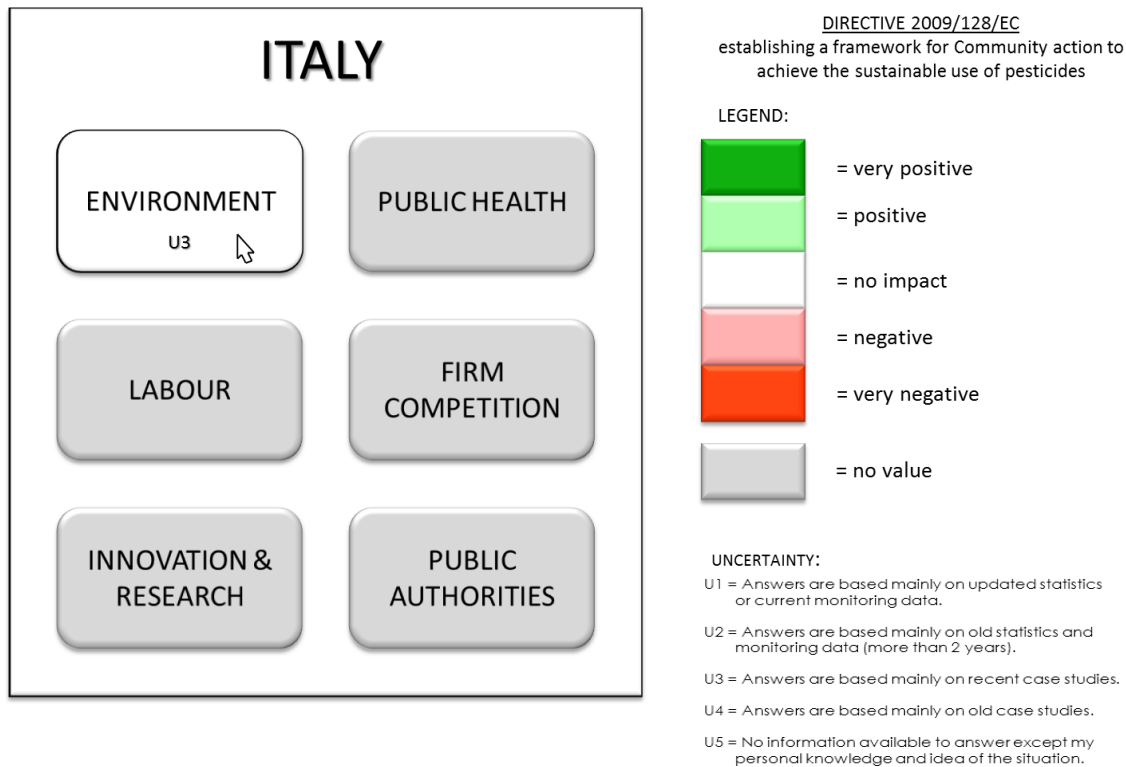 ITALY
ENVIRONMENT
U3
PUBLIC HEALTH
LABOUR
FIRM
COMPETITION
INNOVATION &
RESEARCH
PUBLIC
AUTHORITIES
DIRECTIVE 2009/128/EC
establishing a framework for Community action to
achieve the sustainable use of pesticides
LEGEND:
= very positive
= positive
= no impact
= negative
= very negative
= no value
UNCERTAINTY:
U1 = Answers are based mainly on updated statistics
or current monitoring data.
U2 = Answers are based mainly on old statistics and
monitoring data (more than 2 years).
U3 = Answers are based mainly on recent case studies.
U4 = Answers are based mainly on old case studies.
U5 = No information available to answer except my
personal knowledge and idea of the situation.